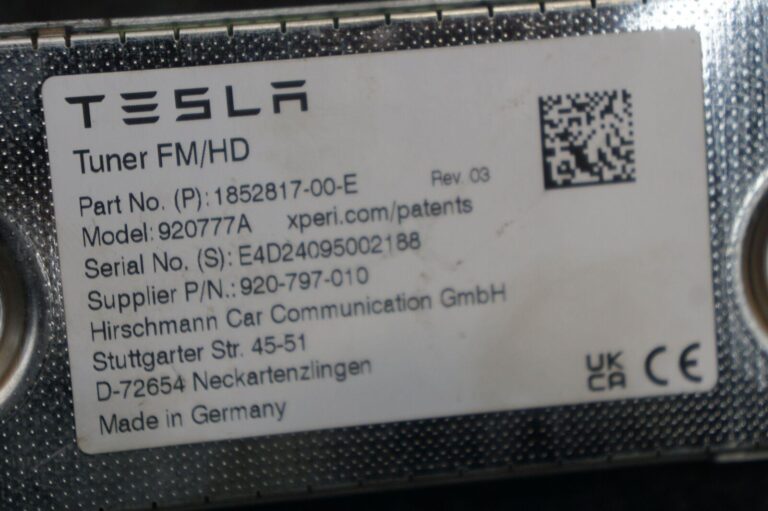 TESLA
Tuner FM/HD
Part No. (P): 1852817-00-E Rev. 03
Model: 920777A xperi.com/patents
Serial No. (S): E4D24095002188
Supplier P/N.: 920-797-010
Hirschmann Car Communication GmbH
Stuttgarter Str. 45-51
D-72654 Neckartenzlingen
Made in Germany
UK
CA CE